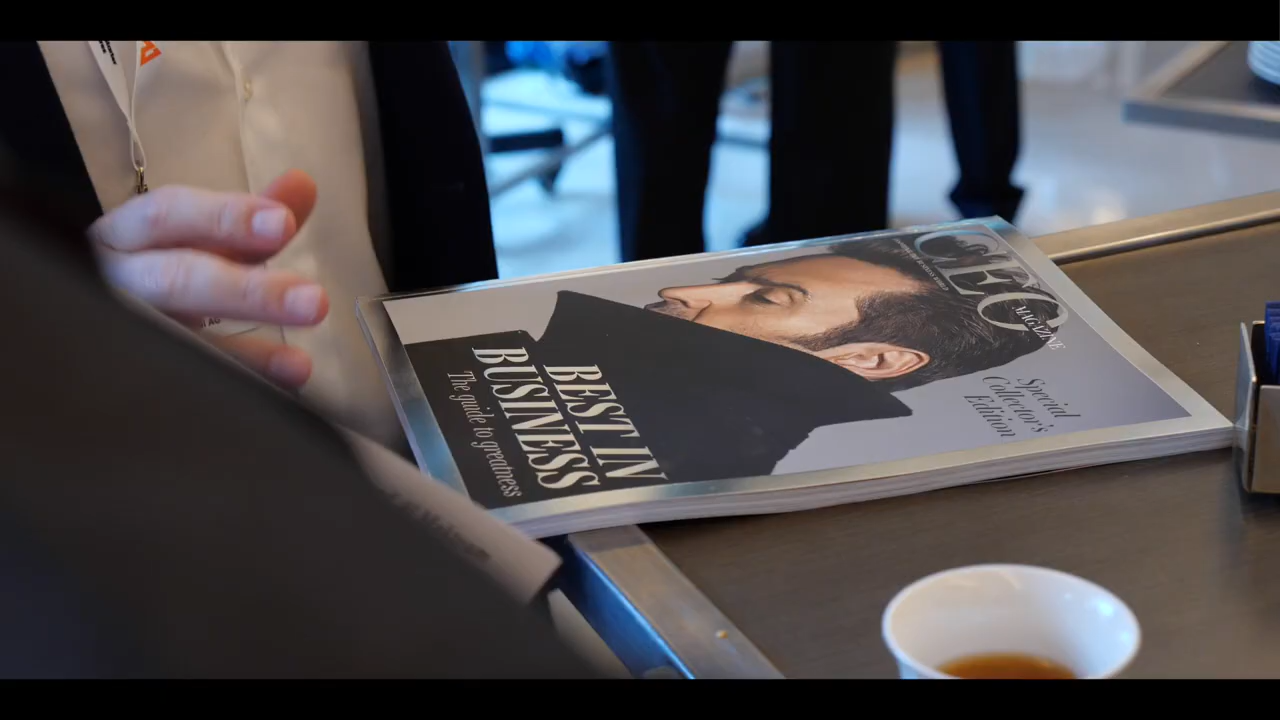 CEO
MAGAZINE
Special
Collector's
Edition
BEST IN
BUSINESS
The guide to greatness